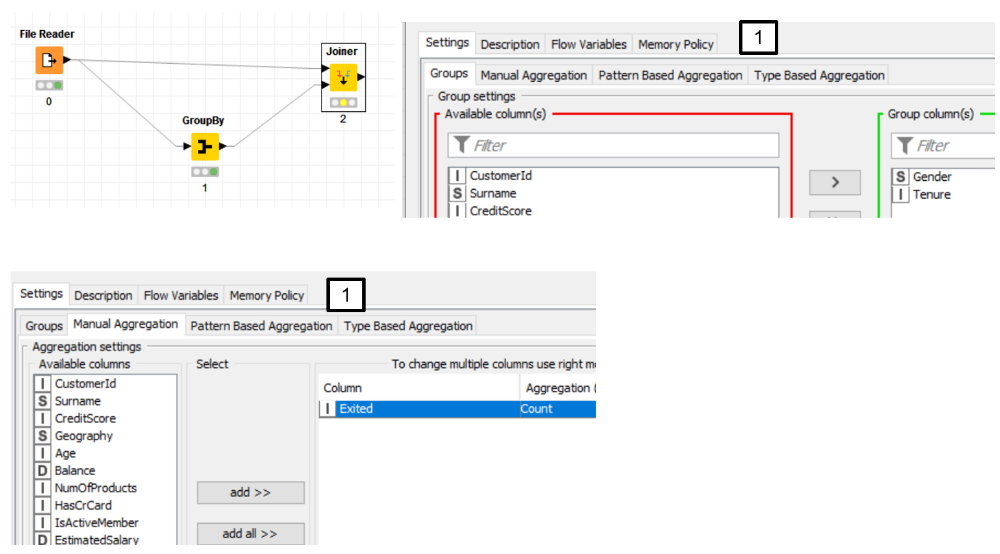 File Reader
0
GroupBy
1
Joiner
2
1
Settings Description Flow Variables Memory Policy
Groups Manual Aggregation Pattern Based Aggregation Type Based Aggregation
Group settings
Available column(s)
Filter
I CustomerId
S Surname
I CreditScore
>
Group column(s)
Filter
S Gender
I Tenure
1
Settings Description Flow Variables Memory Policy
Groups Manual Aggregation Pattern Based Aggregation Type Based Aggregation
Aggregation settings
Available columns
I CustomerId
S Surname
I CreditScore
S Geography
I Age
D Balance
I NumOfProducts
I HasCrCard
I IsActiveMember
D EstimatedSalary
Select
add >>
add all >>
To change multiple columns use right m
Column Aggregation (
I Exited Count